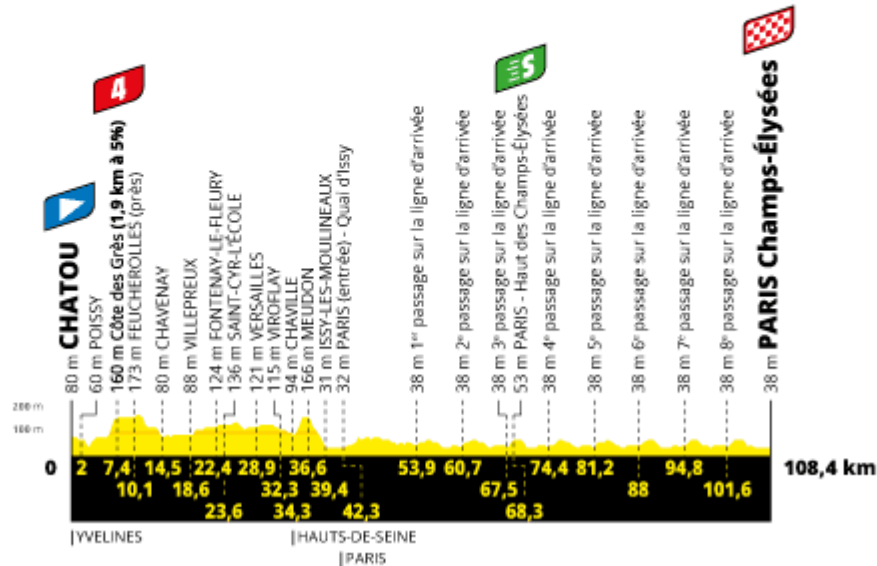 4
S
80 m CHATOU
60 m POISSY
160 m Côte des Grès (1,9 km à 5%)
173 m FEUCHEROLLES (près)
80 m CHAVENAY
88 m VILLEPREUX
124 m FONTENAY-LE-FLEURY
136 m SAINT-CYR-L'ÉCOLE
121 m VERSAILLES
115 m VIROFLAY
94 m CHAVILLE
166 m MEUDON
31 m ISSY-LES-MOULINEAUX
32 m PARIS (entrée) - Quai d'Issy
38 m 1er passage sur la ligne d'arrivée
38 m 2e passage sur la ligne d'arrivée
38 m 3e passage sur la ligne d'arrivée
53 m PARIS - Haut des Champs-Élysées
38 m 4e passage sur la ligne d'arrivée
38 m 5e passage sur la ligne d'arrivée
38 m 6e passage sur la ligne d'arrivée
38 m 7e passage sur la ligne d'arrivée
38 m 8e passage sur la ligne d'arrivée
38 m PARIS Champs-Élysées
200 m
100 m
0 2 7,4 14,5 22,4 28,9 36,6 53,9 60,7 74,4 81,2 94,8 108,4 km
10,1 18,6 32,3 39,4 67,5 88 101,6
23,6 34,3 42,3 68,3
|YVELINES |HAUTS-DE-SEINE
|PARIS